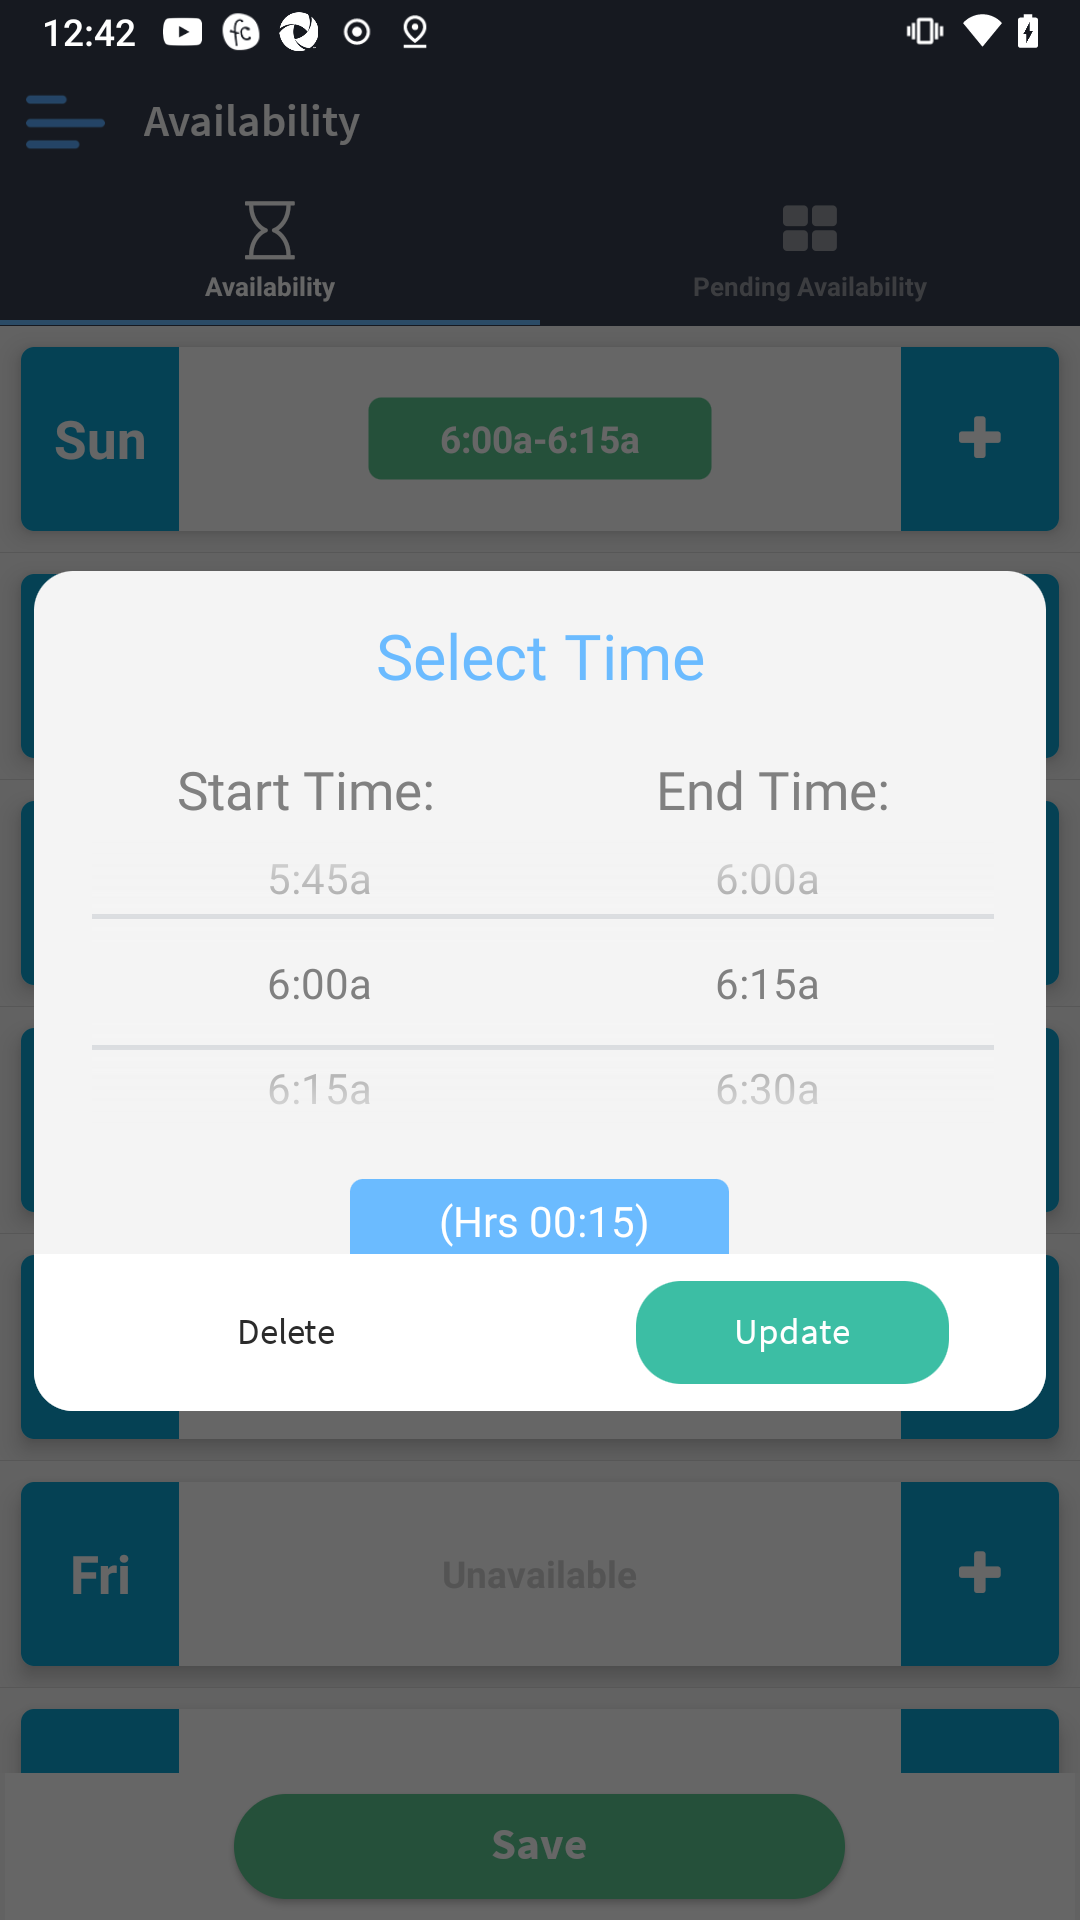 12:42
Availability
Availability
Pending Availability
Sun
6:00a-6:15a
Select Time
Start Time:
End Time:
5:45a
6:00a
6:00a
6:15a
6:15a
6:30a
(Hrs 00:15)
Delete
Update
Fri
Unavailable
Save